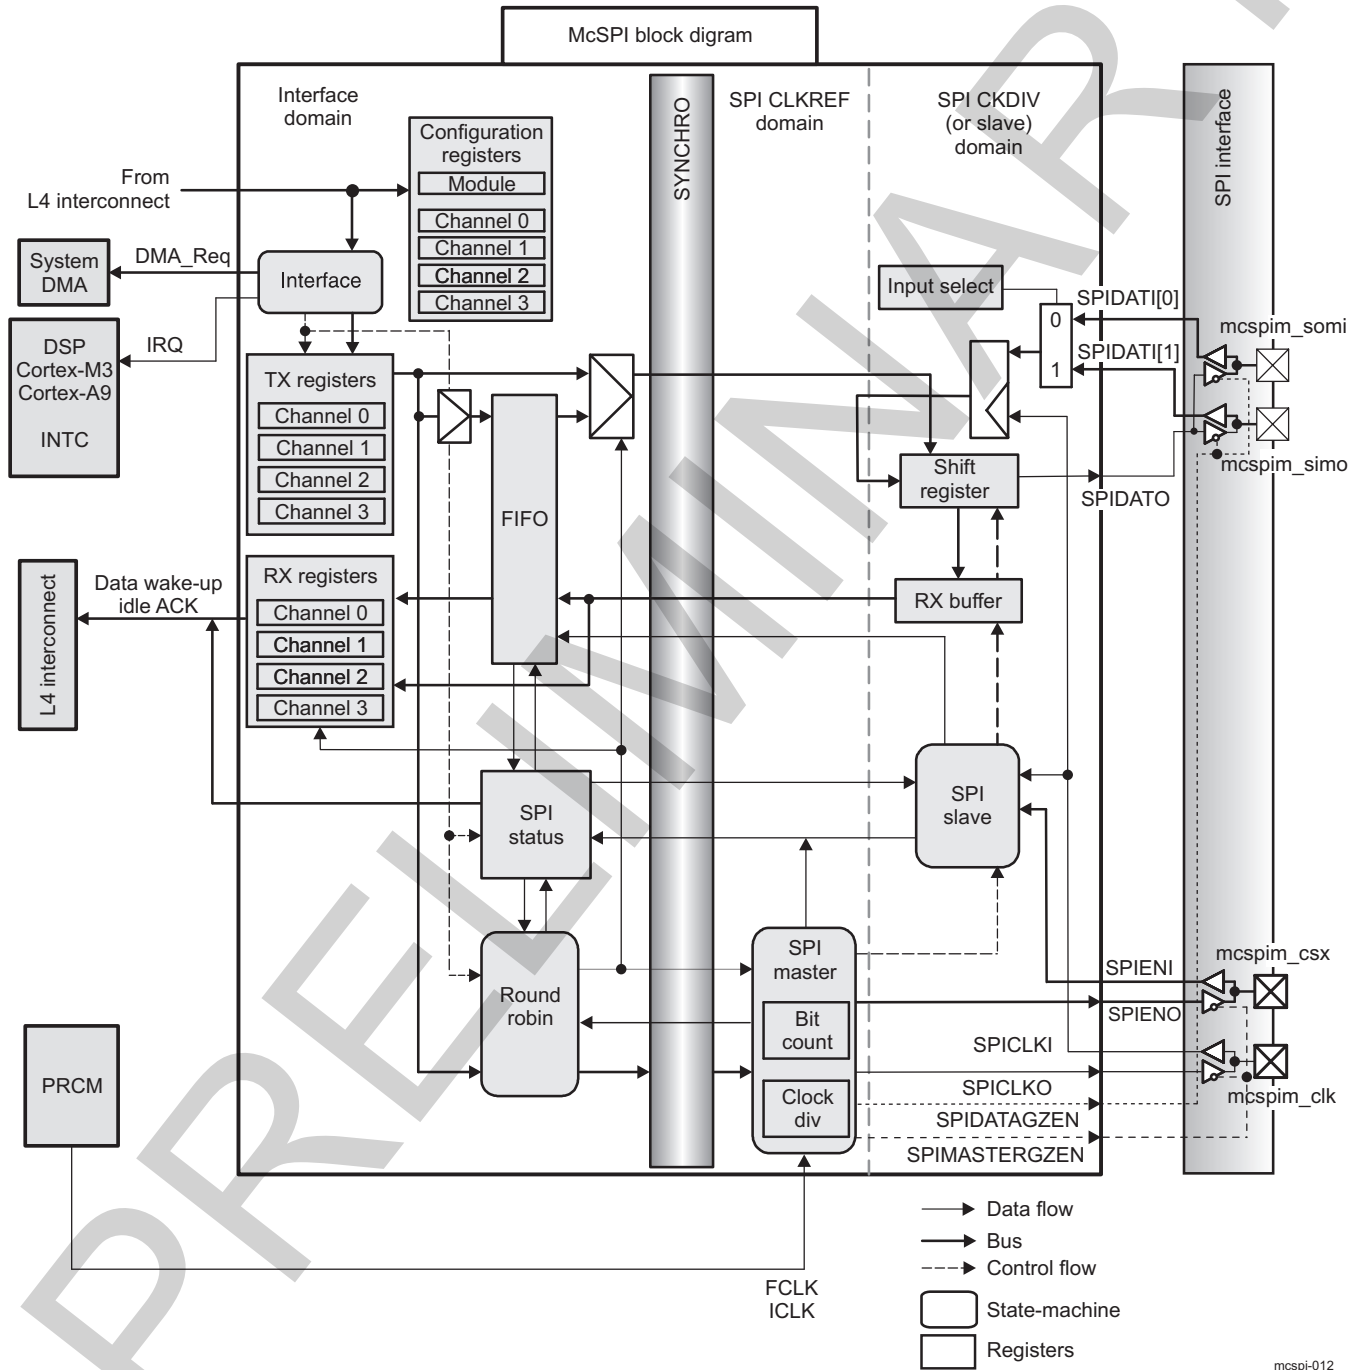 McSPI block digram
Interface
domain
SYNCHRO
SPI CLKREF
domain
SPI CKDIV
(or slave)
domain
SPI interface
From
L4 interconnect
Configuration
registers
Module
Channel 0
Channel 1
Channel 2
Channel 3
System
DMA
DMA_Req
Interface
Input select
SPIDATI[0]
0
1
SPIDATI[1]
mcspim_somi
mcspim_simo
DSP
Cortex-M3
Cortex-A9
INTC
IRQ
TX registers
Channel 0
Channel 1
Channel 2
Channel 3
FIFO
Shift
register
SPIDATO
L4 interconnect
Data wake-up
idle ACK
RX registers
Channel 0
Channel 1
Channel 2
Channel 3
RX buffer
SPI
status
SPI
slave
Round
robin
SPI
master
Bit
count
Clock
div
SPIENI
SPIENO
SPICLKI
SPICLKO
SPIDATAGZEN
SPIMASTERGZEN
mcspim_csx
mcspim_clk
PRCM
FCLK
ICLK
Data flow
Bus
Control flow
State-machine
Registers
mcspi-012
PRELIMINARY